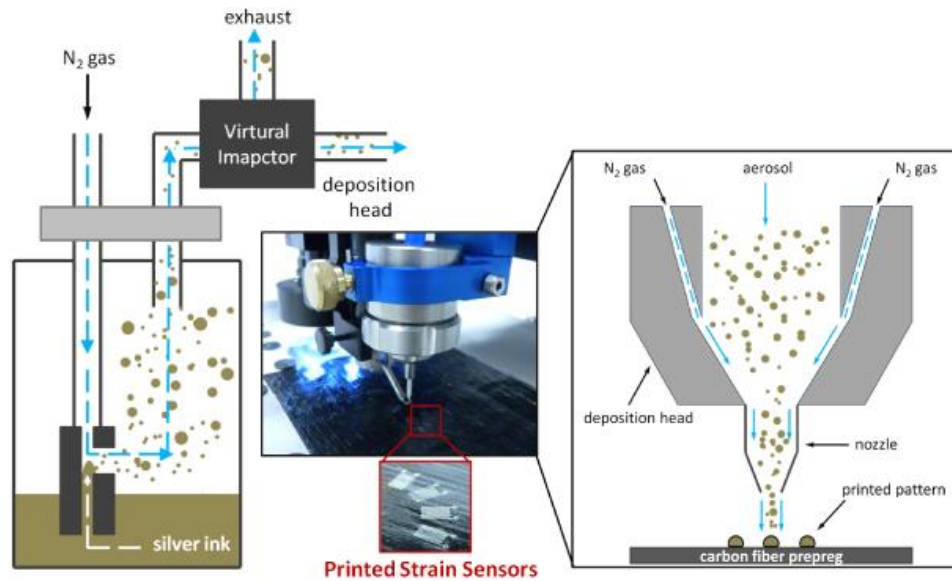 exhaust
N₂ gas
Virtural
Imapctor
deposition
head
silver ink
Printed Strain Sensors
N₂ gas
aerosol
N₂ gas
deposition head
nozzle
printed pattern
carbon fiber prepreg